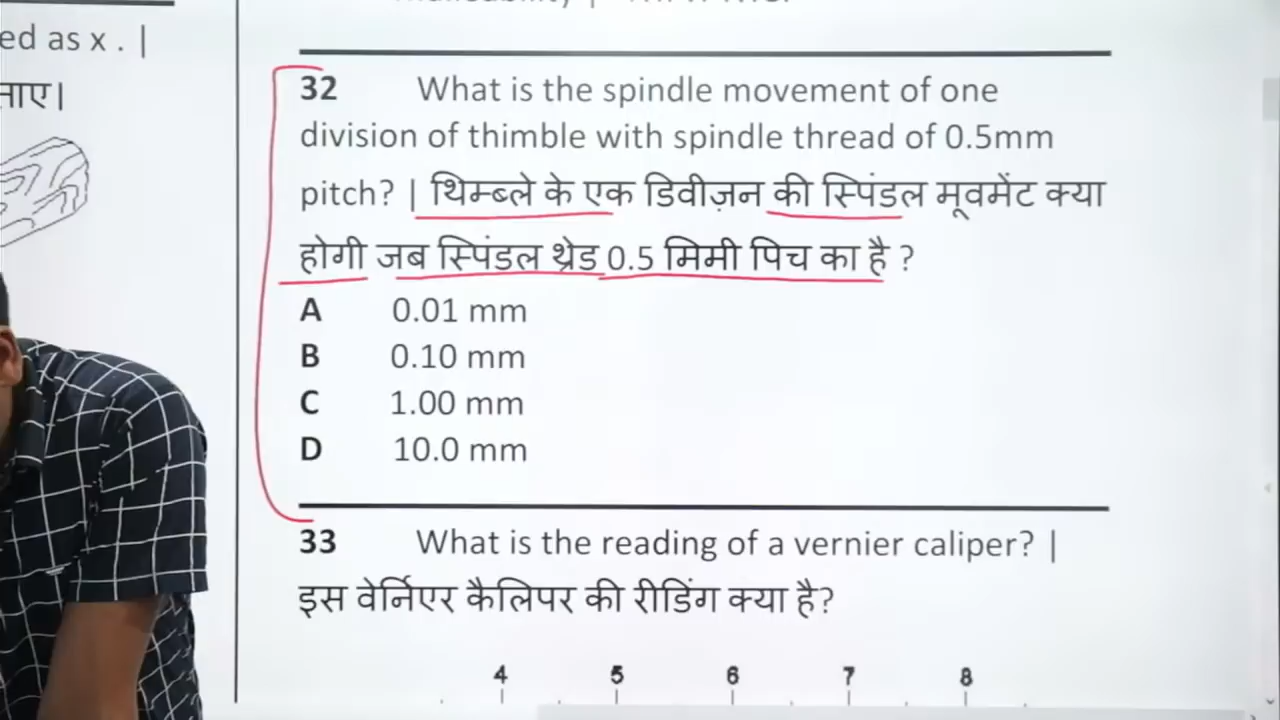 ed as x . |
32 What is the spindle movement of one
division of thimble with spindle thread of 0.5mm
pitch? | थिम्ब्ले के एक डिवीज़न की स्पिंडल मूवमेंट क्या
होगी जब स्पिंडल थ्रेड 0.5 मिमी पिच का है ?
A 0.01 mm
B 0.10 mm
C 1.00 mm
D 10.0 mm
33 What is the reading of a vernier caliper? |
इस वेर्निएर कैलिपर की रीडिंग क्या है?
4 5 6 7 8